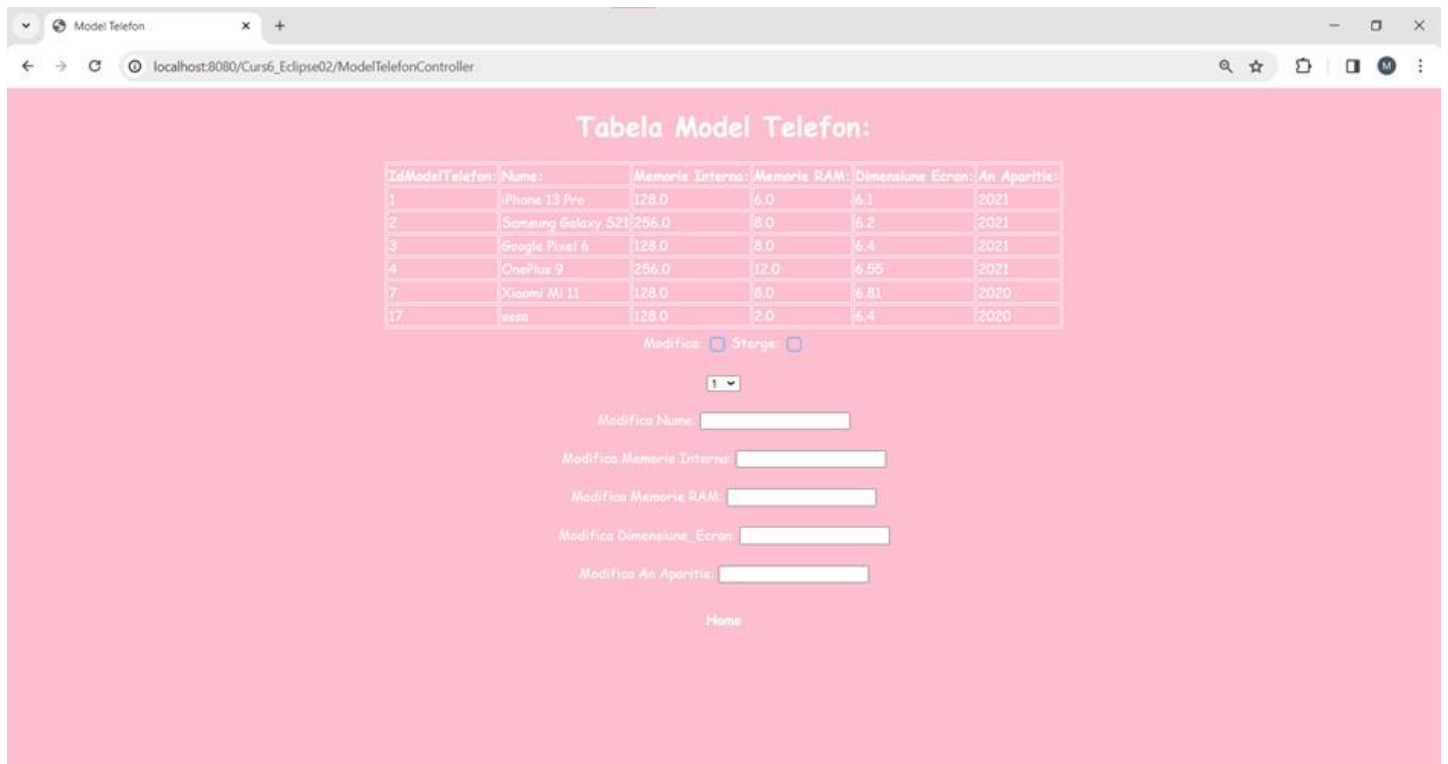 Model Telefon
localhost:8080/Curs6_Eclipse02/ModelTelefonController
M
Tabela Model Telefon:
IdModelTelefon: Nume: Memorie Interna: Memorie RAM: Dimensiune Ecran: An Aparitie:
1 iPhone 13 Pro 128.0 6.0 6.1 2021
2 Samsung Galaxy S21 256.0 8.0 6.2 2021
3 Google Pixel 6 128.0 8.0 6.4 2021
4 OnePlus 9 256.0 12.0 6.55 2021
7 Xiaomi Mi 11 128.0 8.0 6.81 2020
17 128.0 2.0 6.4 2020
Modifica: Sterge:
1
Modifica Nume:
Modifica Memorie Interna:
Modifica Memorie RAM:
Modifica Dimensiune_Ecran:
Modifica An Aparitie:
Home